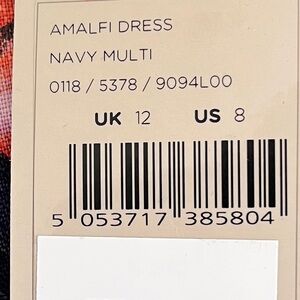 AMALFI DRESS
NAVY MULTI
0118 / 5378 / 9094L00
UK 12 US 8
5 053717 385804